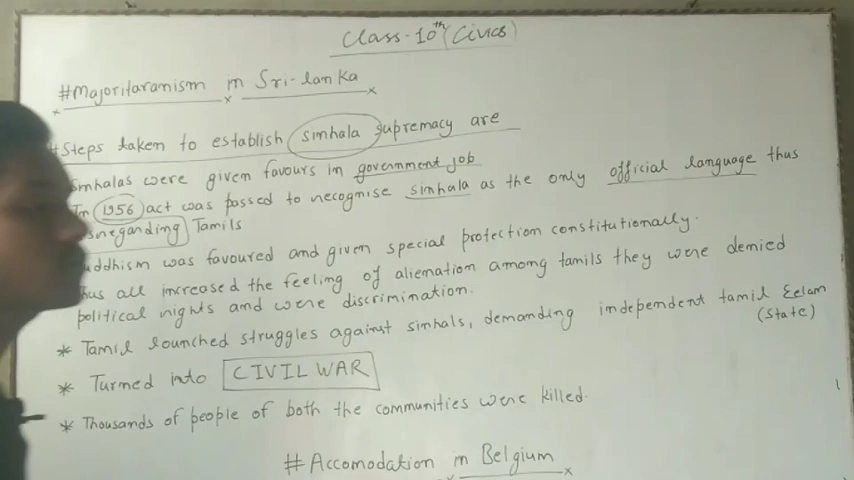 Class-10th (Civics)
#Majoritaranism in Sri-lanka
#Steps taken to establish simhala supremacy are
Simhalas were given favours in government job
In 1956 act was passed to recognise simhala as the only official language thus
disregarding Tamils
uddhism was favoured and given special protection constitutionally.
hus all increased the feeling of alienation among tamils they were denied
political rights and were discrimination.
* Tamil lounched struggles against simhals, demanding independent tamil Eelam
(State)
* Turned into CIVIL WAR
* Thousands of people of both the communities were killed.
#Accomodation in Belgium